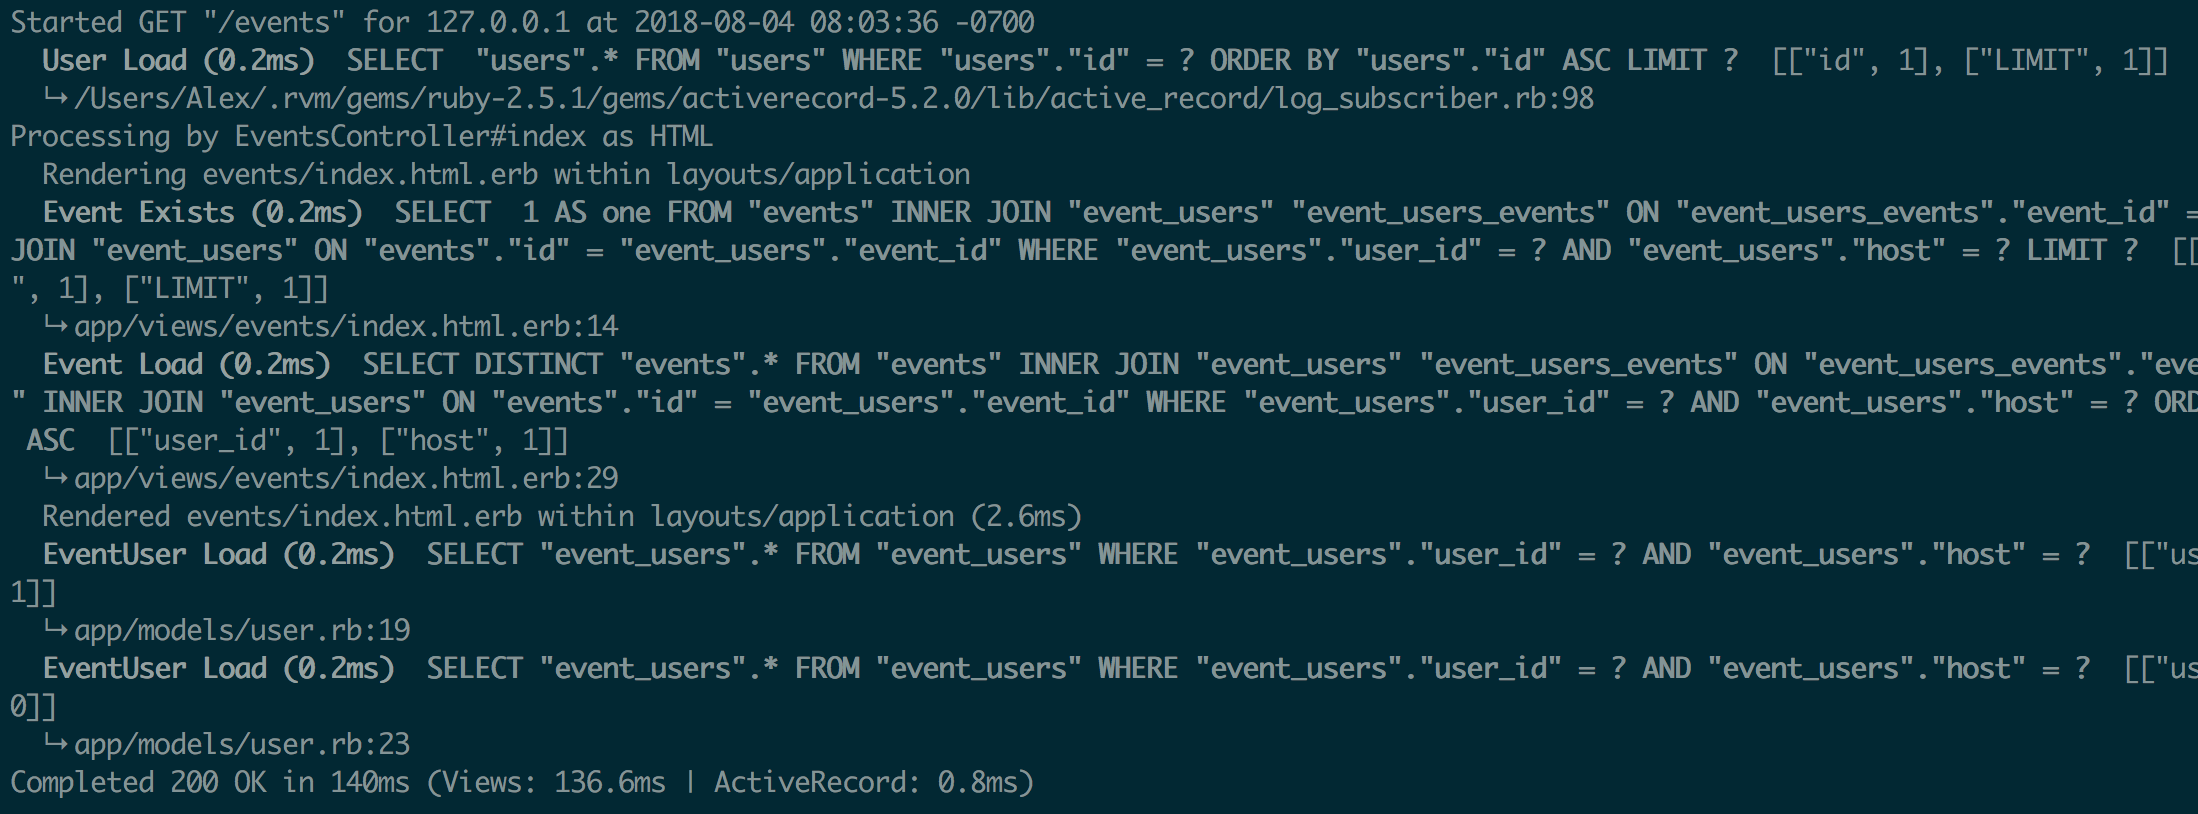 Started GET "/events" for 127.0.0.1 at 2018-08-04 08:03:36 -0700
User Load (0.2ms)  SELECT  "users".* FROM "users" WHERE "users"."id" = ? ORDER BY "users"."id" ASC LIMIT ?  [["id", 1], ["LIMIT", 1]]
↳ /Users/Alex/.rvm/gems/ruby-2.5.1/gems/activerecord-5.2.0/lib/active_record/log_subscriber.rb:98
Processing by EventsController#index as HTML
Rendering events/index.html.erb within layouts/application
Event Exists (0.2ms)  SELECT  1 AS one FROM "events" INNER JOIN "event_users" "event_users_events" ON "event_users_events"."event_id" =
JOIN "event_users" ON "events"."id" = "event_users"."event_id" WHERE "event_users"."user_id" = ? AND "event_users"."host" = ? LIMIT ?  [[
", 1], ["LIMIT", 1]]
↳ app/views/events/index.html.erb:14
Event Load (0.2ms)  SELECT DISTINCT "events".* FROM "events" INNER JOIN "event_users" "event_users_events" ON "event_users_events"."eve
" INNER JOIN "event_users" ON "events"."id" = "event_users"."event_id" WHERE "event_users"."user_id" = ? AND "event_users"."host" = ? ORD
ASC  [["user_id", 1], ["host", 1]]
↳ app/views/events/index.html.erb:29
Rendered events/index.html.erb within layouts/application (2.6ms)
EventUser Load (0.2ms)  SELECT "event_users".* FROM "event_users" WHERE "event_users"."user_id" = ? AND "event_users"."host" = ?  [["us
1]]
↳ app/models/user.rb:19
EventUser Load (0.2ms)  SELECT "event_users".* FROM "event_users" WHERE "event_users"."user_id" = ? AND "event_users"."host" = ?  [["us
0]]
↳ app/models/user.rb:23
Completed 200 OK in 140ms (Views: 136.6ms | ActiveRecord: 0.8ms)